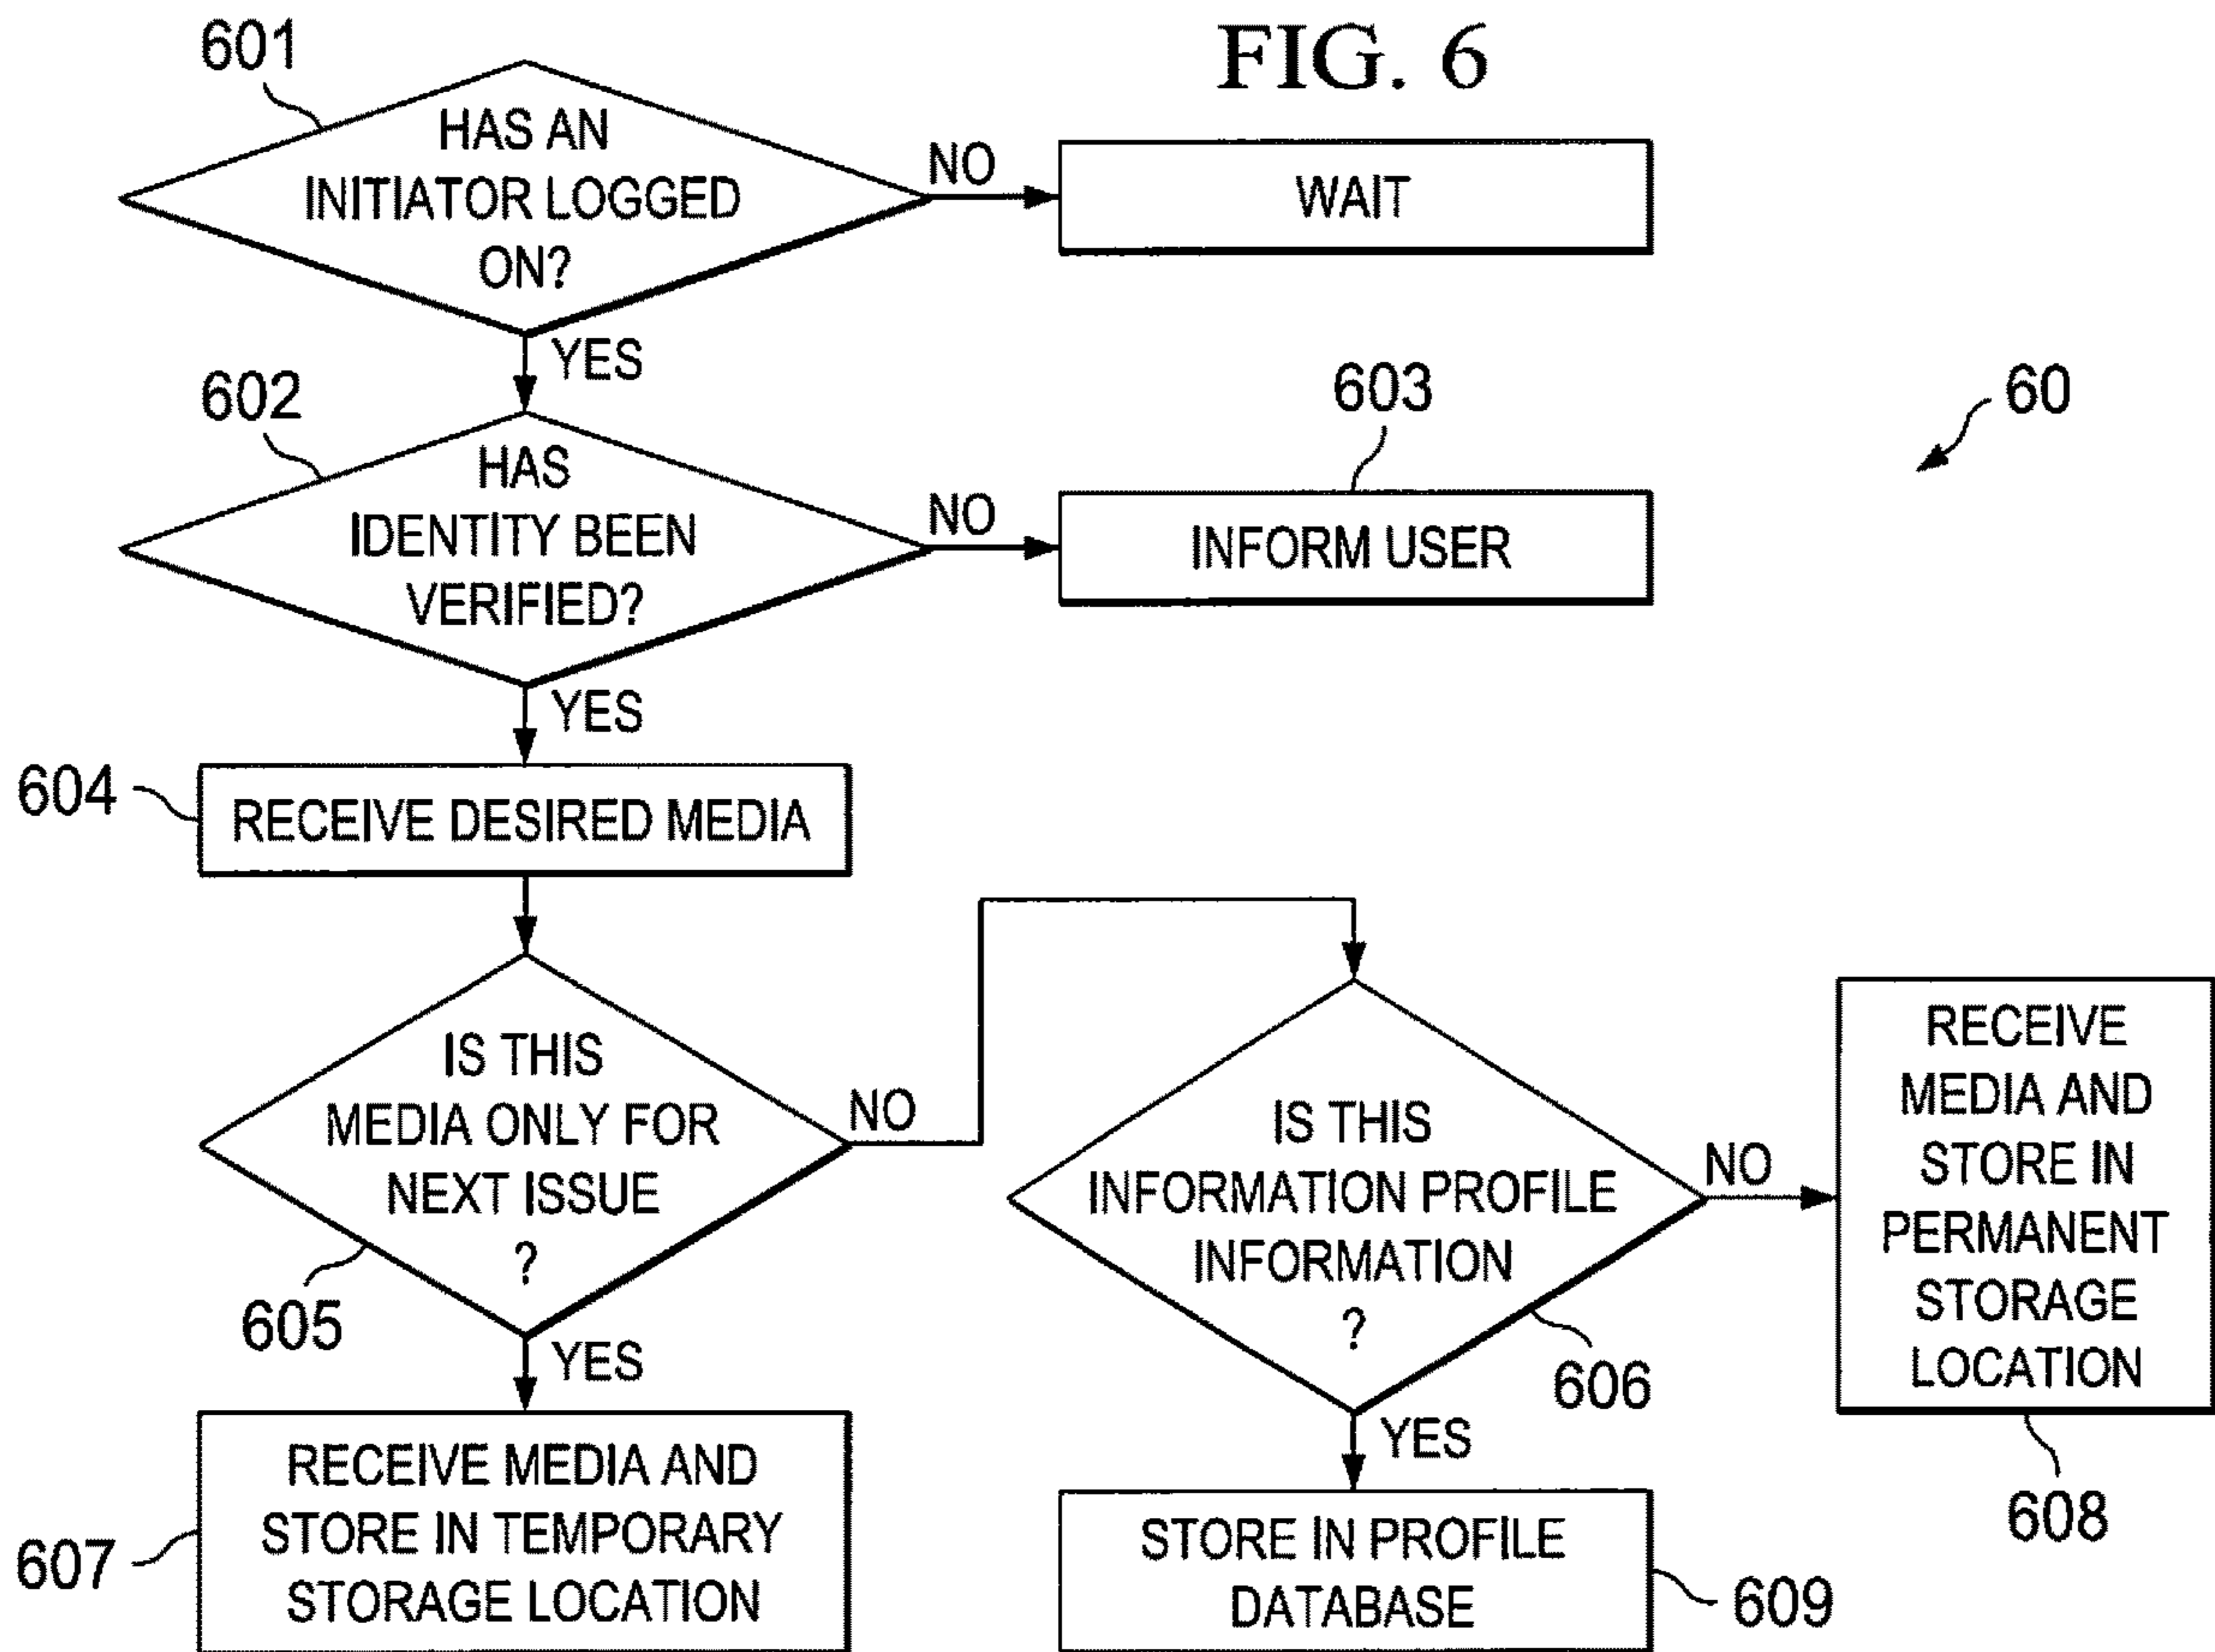 FIG. 6
601
HAS AN
INITIATOR LOGGED
ON?
NO
WAIT
YES
602
HAS
IDENTITY BEEN
VERIFIED?
NO
603
INFORM USER
60
YES
604
RECEIVE DESIRED MEDIA
IS THIS
MEDIA ONLY FOR
NEXT ISSUE
?
605
NO
YES
607
RECEIVE MEDIA AND
STORE IN TEMPORARY
STORAGE LOCATION
IS THIS
INFORMATION PROFILE
INFORMATION
?
606
NO
RECEIVE
MEDIA AND
STORE IN
PERMANENT
STORAGE
LOCATION
608
YES
STORE IN PROFILE
DATABASE
609